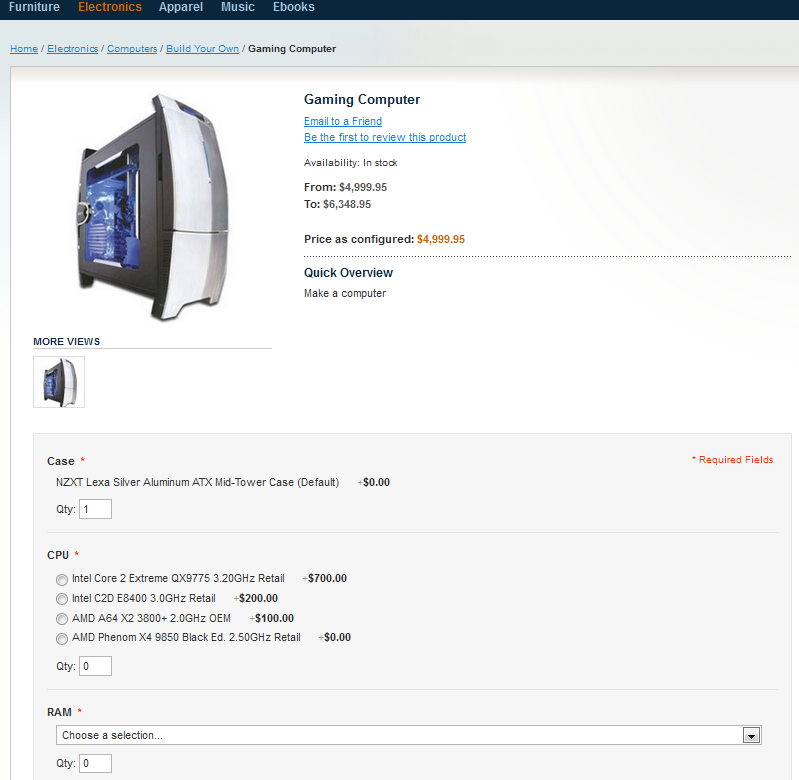 Furniture Electronics Apparel Music Ebooks
Home / Electronics / Computers / Build Your Own / Gaming Computer
Gaming Computer
Email to a Friend
Be the first to review this product
Availability: In stock
From: $4,999.95
To: $6,348.95
Price as configured: $4,999.95
Quick Overview
Make a computer
MORE VIEWS
Case *
* Required Fields
NZXT Lexa Silver Aluminum ATX Mid-Tower Case (Default) +$0.00
Qty: 1
CPU *
Intel Core 2 Extreme QX9775 3.20GHz Retail +$700.00
Intel C2D E8400 3.0GHz Retail +$200.00
AMD A64 X2 3800+ 2.0GHz OEM +$100.00
AMD Phenom X4 9850 Black Ed. 2.50GHz Retail +$0.00
Qty: 0
RAM *
Choose a selection...
Qty: 0